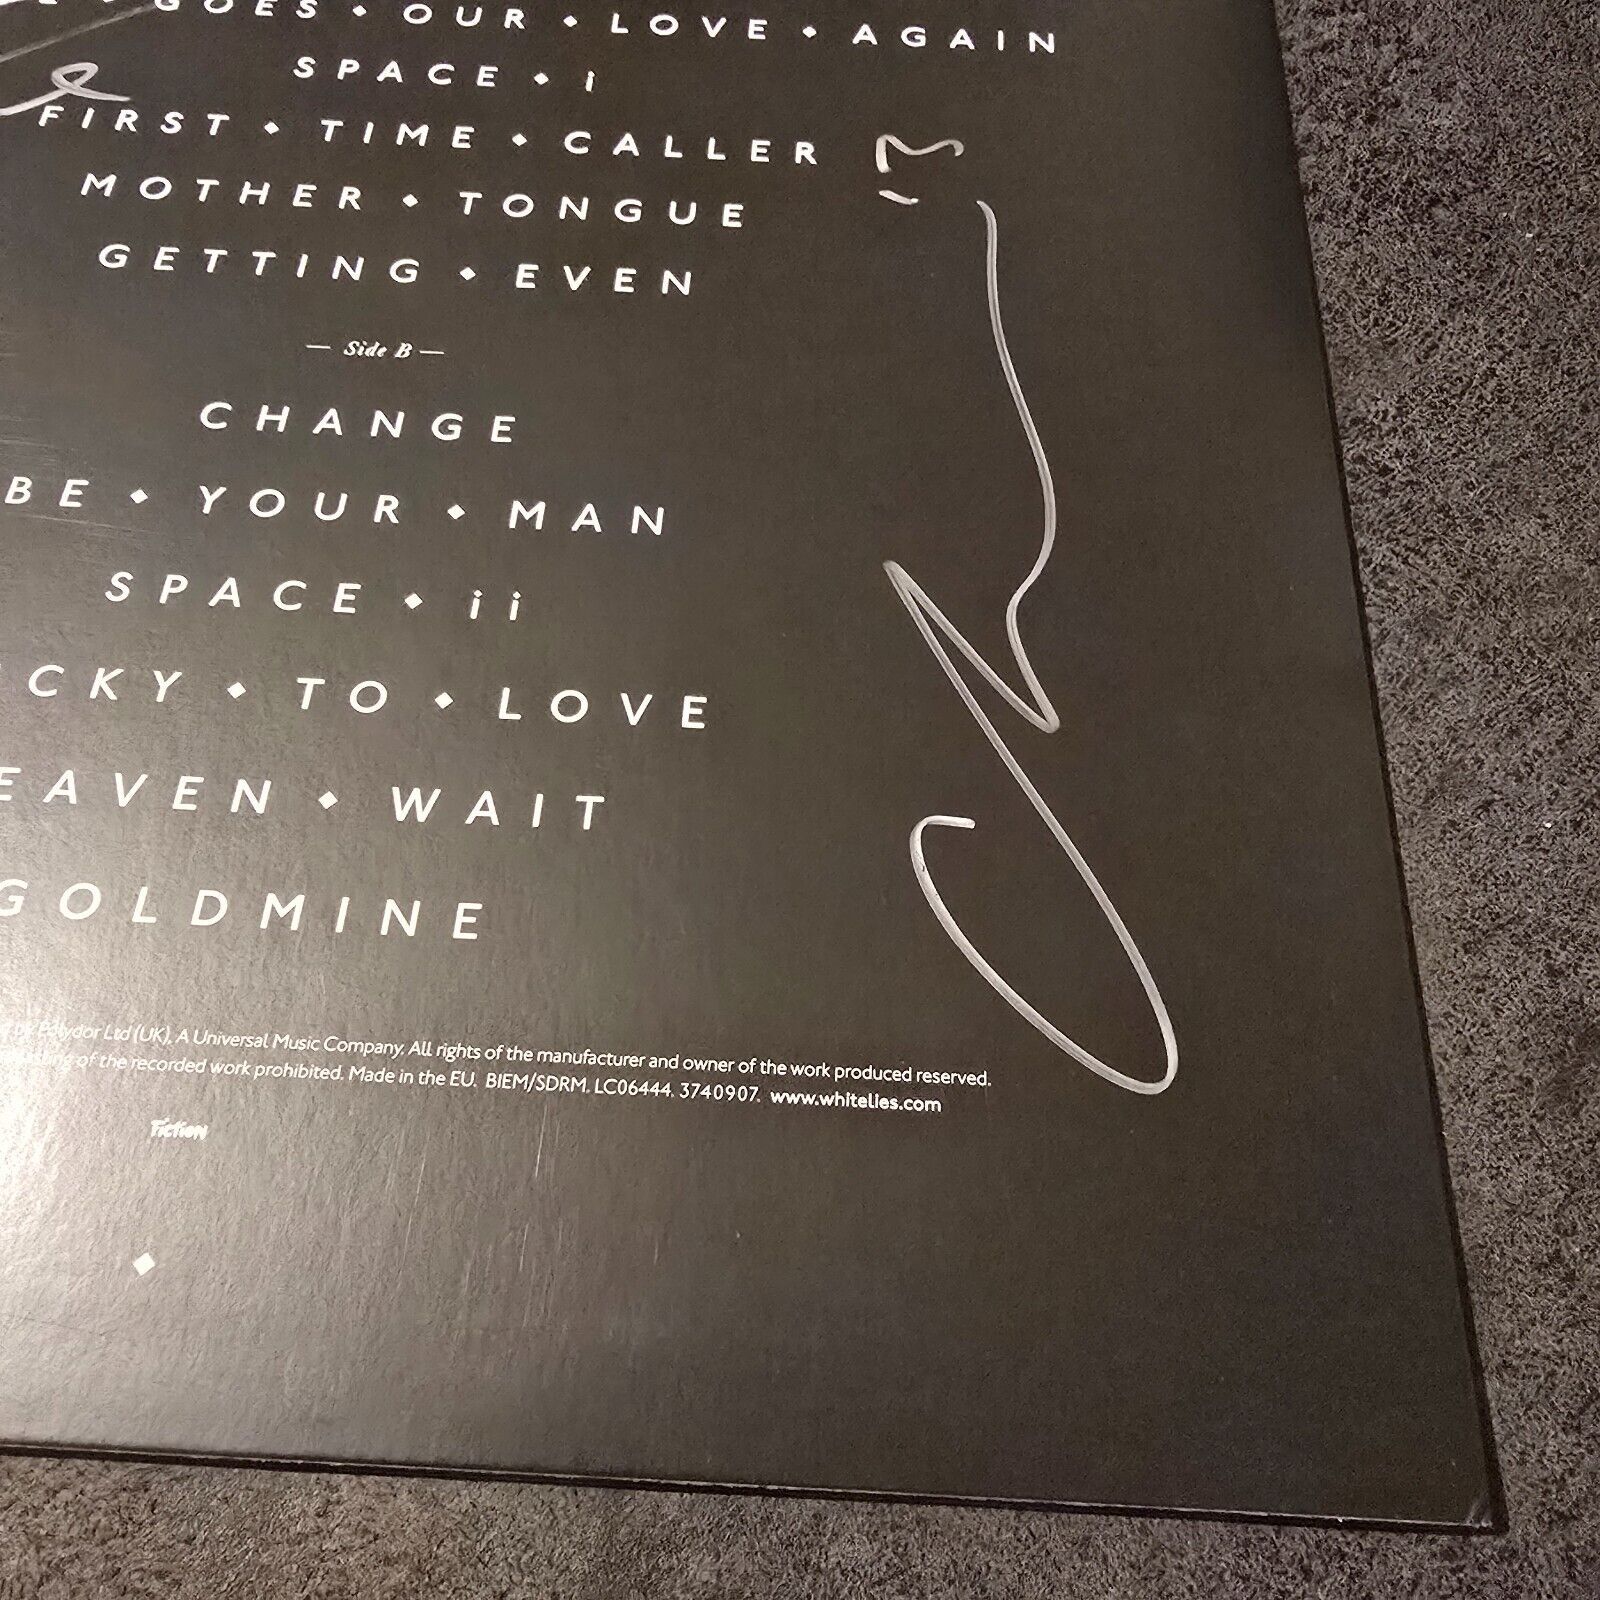 GOES ◆ OUR ◆ LOVE ◆ AGAIN
SPACE ◆ i
FIRST ◆ TIME ◆ CALLER
MOTHER ◆ TONGUE
GETTING ◆ EVEN
— Side B —
CHANGE
BE ◆ YOUR ◆ MAN
SPACE ◆ ii
CKY ◆ TO ◆ LOVE
EAVEN ◆ WAIT
GOLDMINE
by Polydor Ltd (UK), A Universal Music Company. All rights of the manufacturer and owner of the work produced reserved.
of the recorded work prohibited. Made in the EU. BIEM/SDRM. LC06444. 3740907. www.whitelies.com
Fiction